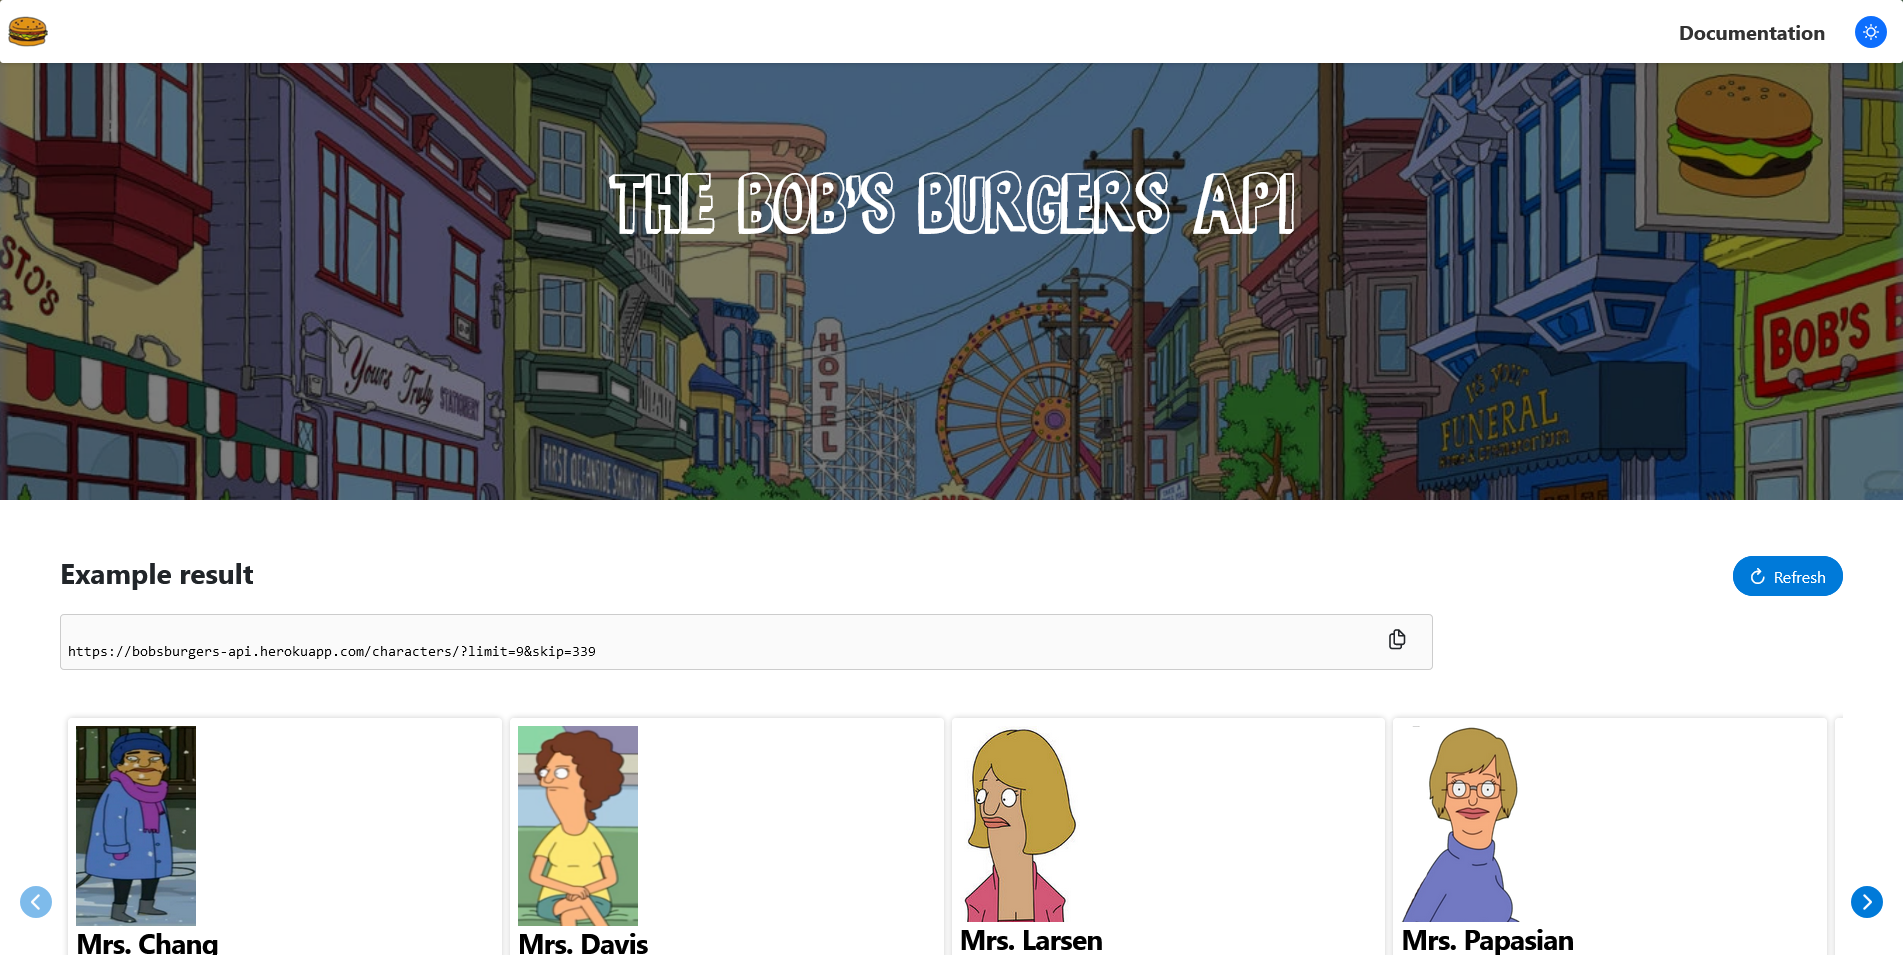 Documentation
THE BOB'S BURGERS API
STO'S
a
Yours Truly
STATIONERY
HOTEL
FIRST OCEANSIDE SAVINGS
It's your
FUNERAL
HOME & CREMATORIUM
BOB'S B
Example result
Refresh
https://bobsburgers-api.herokuapp.com/characters/?limit=9&skip=339
Mrs. Chang
Mrs. Davis
Mrs. Larsen
Mrs. Papasian